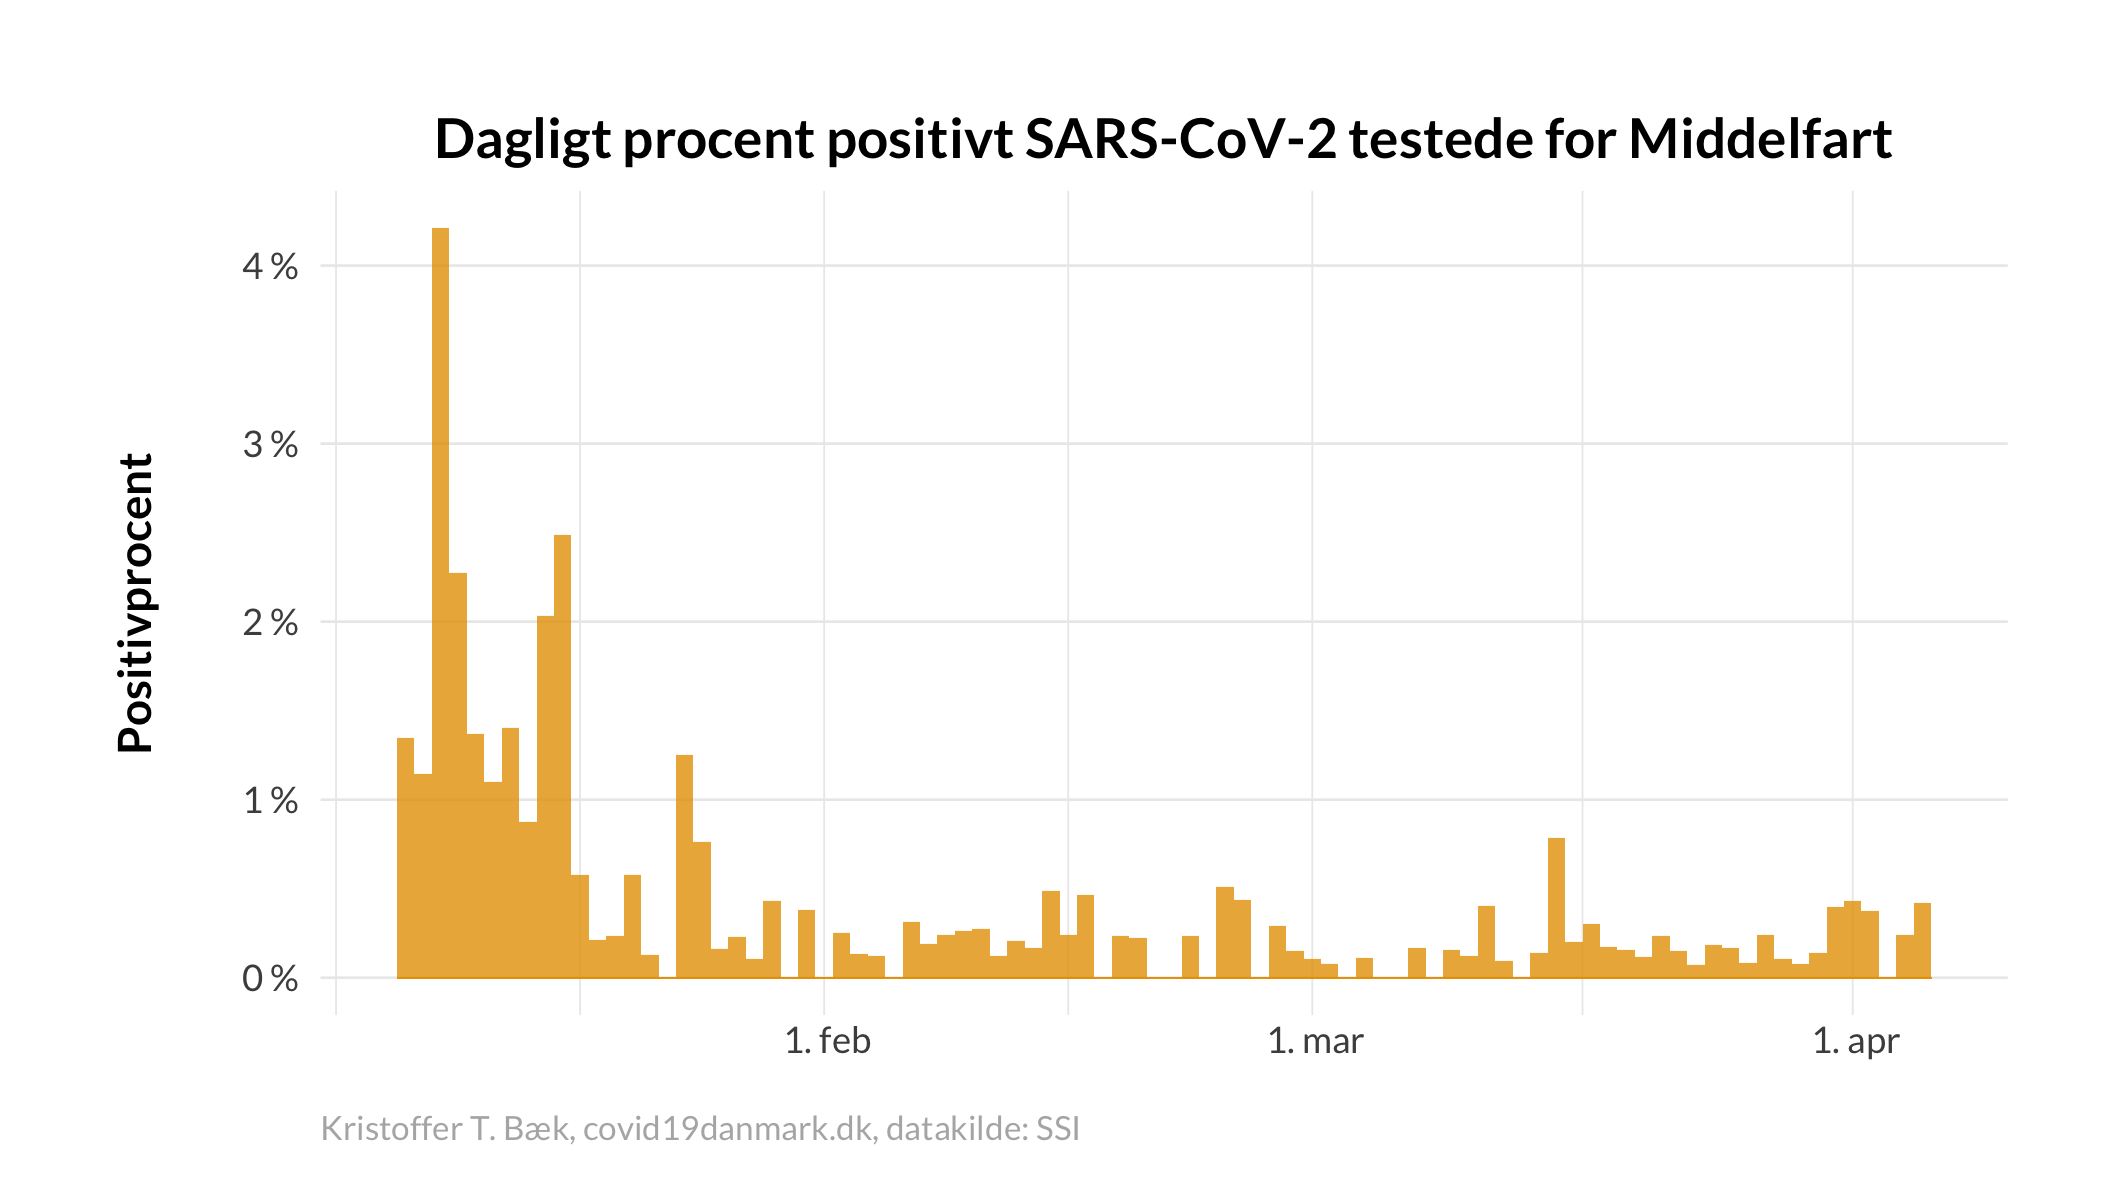 Dagligt procent positivt SARS-CoV-2 testede for Middelfart
Positivprocent
4 %
3 %
2 %
1 %
0 %
1. feb
1. mar
1. apr
Kristoffer T. Bæk, covid19danmark.dk, datakilde: SSI